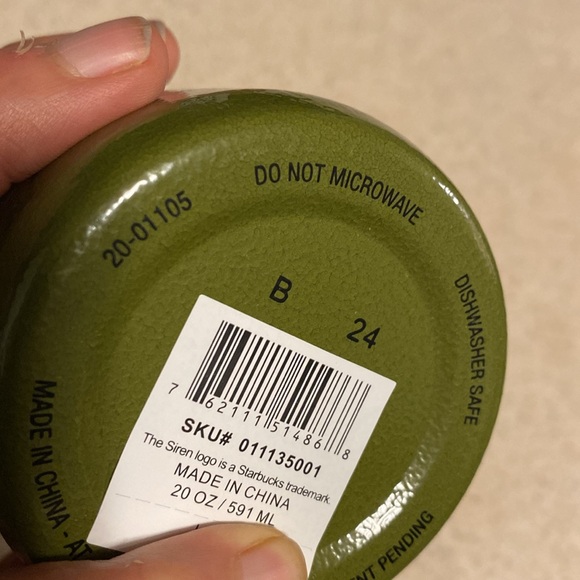 DO NOT MICROWAVE
20-01105
DISHWASHER SAFE
B
24
7 62111 51486 8
SKU# 011135001
The Siren logo is a Starbucks trademark.
MADE IN CHINA
20 OZ / 591 ML
MADE IN CHINA -
PENDING